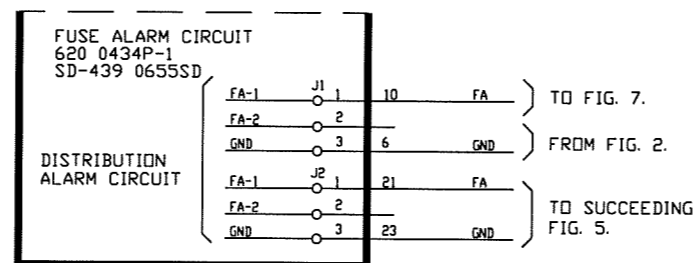 FUSE ALARM CIRCUIT
620 0434P-1
SD-439 0655SD
J1
FA-1 1 10 FA TO FIG. 7.
FA-2 2
GND 3 6 GND FROM FIG. 2.
DISTRIBUTION
ALARM CIRCUIT
J2
FA-1 1 21 FA
FA-2 2
TO SUCCEEDING
FIG. 5.
GND 3 23 GND